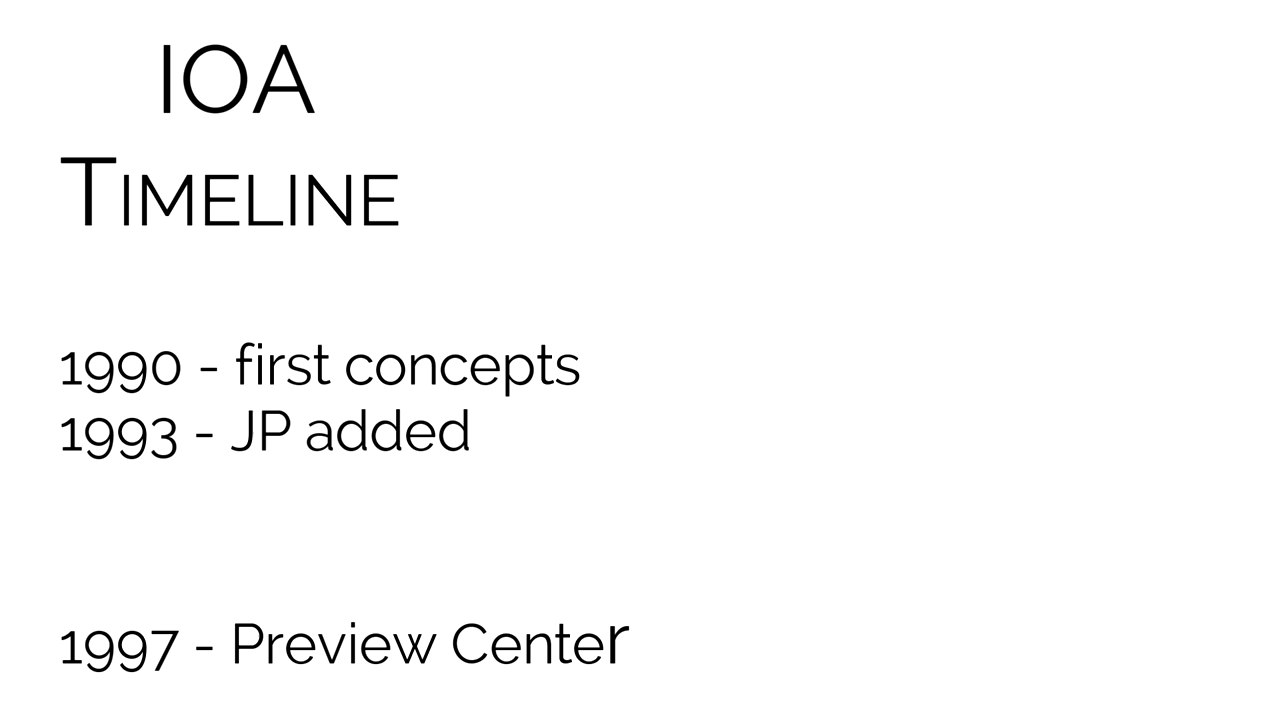 IOA
Timeline
1990 - first concepts
1993 - JP added
1997 - Preview Center